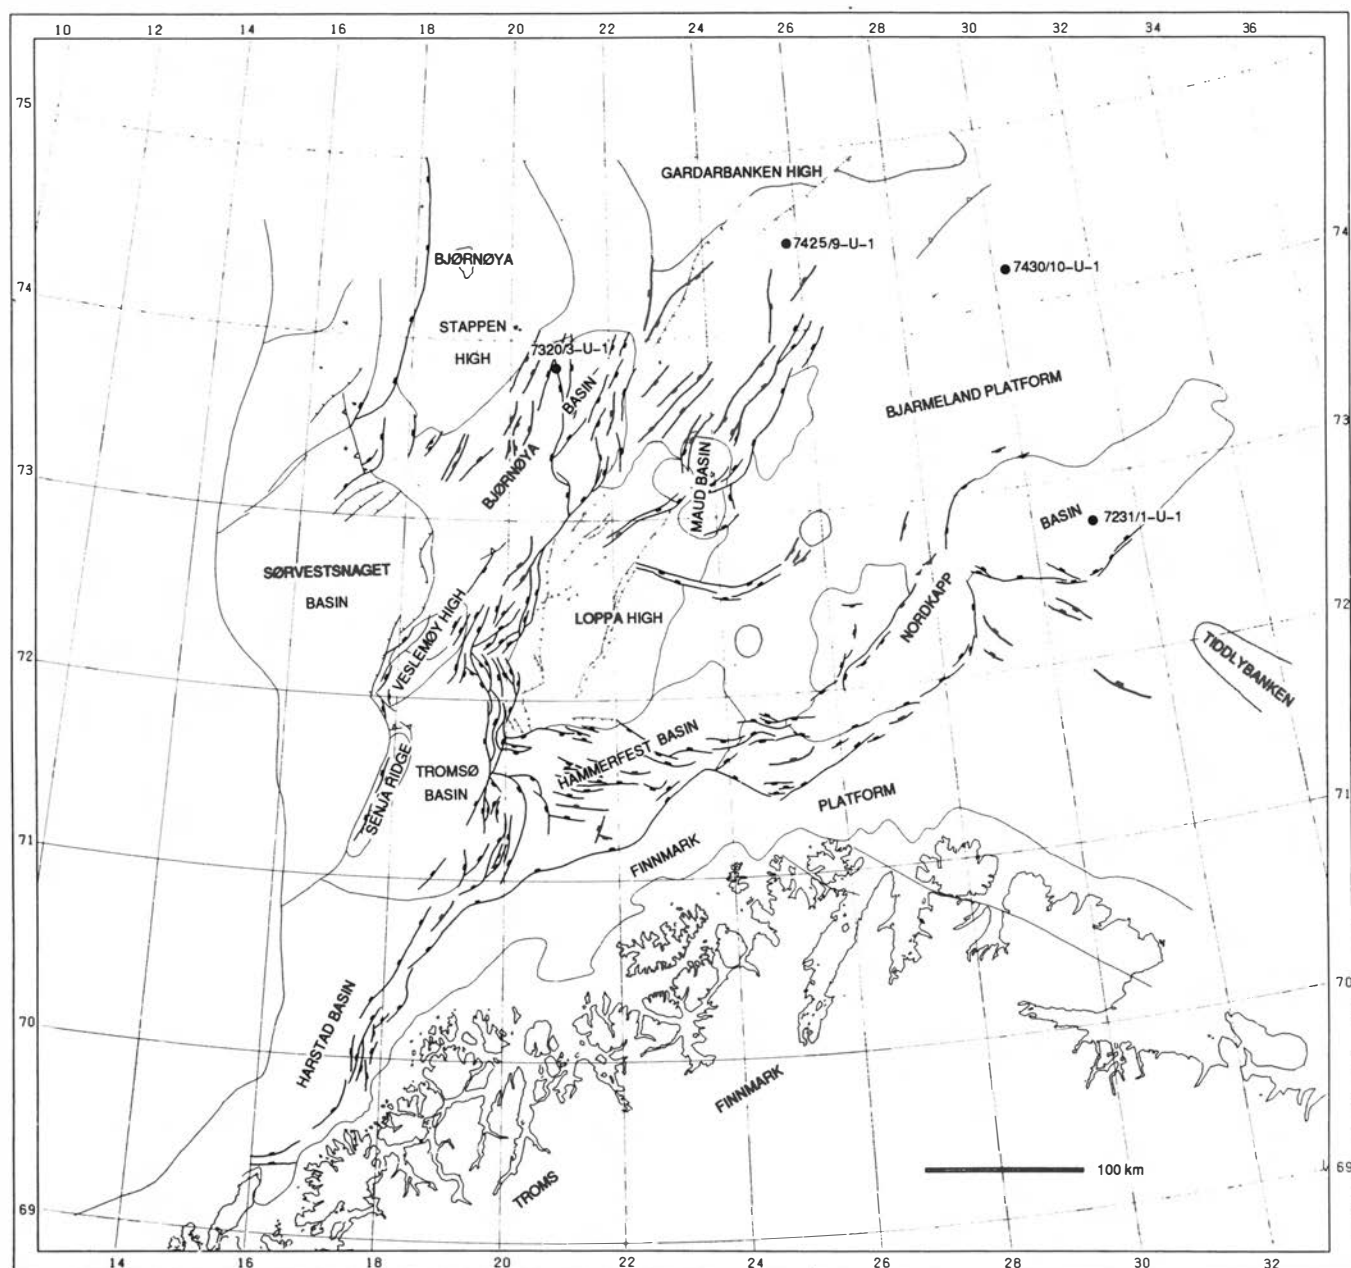 10 12 14 16 18 20 22 24 26 28 30 32 34 36
75
GARDARBANKEN HIGH
7425/9-U-1
74
BJØRNØYA
7430/10-U-1
74
STAPPEN
HIGH
7320/3-U-1
BASIN
BJARMELAND PLATFORM
73
73
BJØRNØYA
MAUD BASIN
BASIN
7231/1-U-1
SØRVESTSNAGET
BASIN
VESLEMØY HIGH
LOPPA HIGH
NORDKAPP
72
72
TIDDLYBANKEN
SENJA RIDGE
TROMSØ
BASIN
HAMMERFEST BASIN
PLATFORM
71
71
FINNMARK
HARSTAD BASIN
70
70
FINNMARK
TROMS
100 km
69
69
14 16 18 20 22 24 26 28 30 32